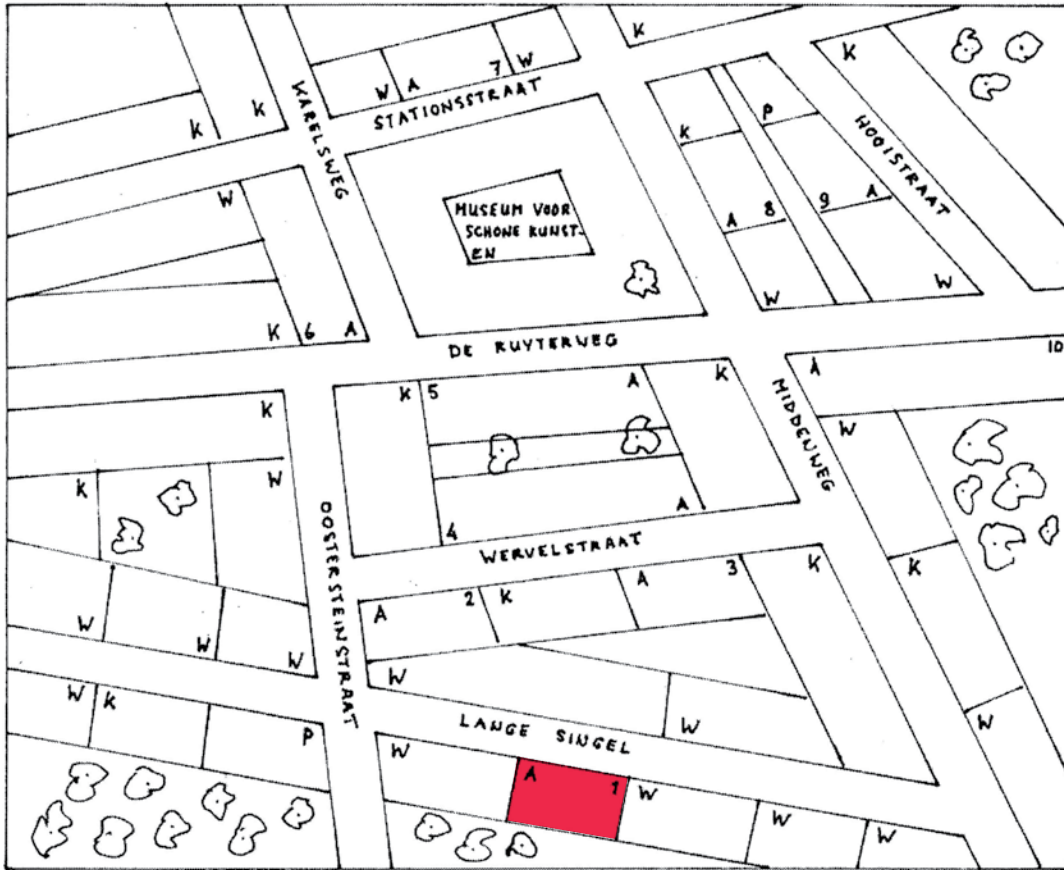 K
K
W
A
7
W
K
K
KARELSWEG
STATIONSSTRAAT
K
P
HOOISTRAAT
W
MUSEUM VOOR
SCHONE KUNST-
EN
A
8
9
A
K
6
A
W
W
DE RUYTERWEG
K
K
5
A
K
A
10
MIDDENWEG
W
K
W
OOSTERSTEINSTRAAT
4
A
WERVELSTRAAT
A
2
K
A
3
K
K
W
W
W
W
W
K
P
LANGE SINGEL
W
W
W
A
1
W
W
W